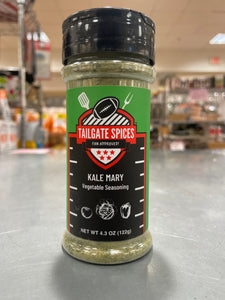 TAILGATE SPICES
FAN APPROVED!
KALE MARY
Vegetable Seasoning
NET WT 4.3 OZ (122g)